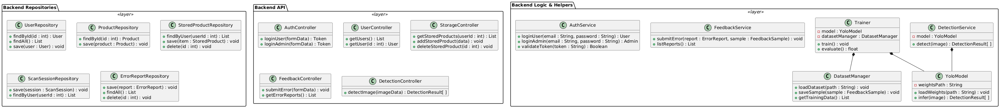 Backend Repositories
«layer»
C UserRepository
findById(id : int) : User
findAll() : List
save(user : User) : void
C ProductRepository
findById(id : int) : Product
save(product : Product) : void
C StoredProductRepository
findByUser(userId : int) : List
save(item : StoredProduct) : void
delete(id : int) : void
C ScanSessionRepository
save(session : ScanSession) : void
findByUser(userId : int) : List
C ErrorReportRepository
save(report : ErrorReport) : void
findAll() : List
delete(id : int) : void
Backend API
«layer»
C AuthController
loginUser(formData) : Token
loginAdmin(formData) : Token
C UserController
getUsers() : List
getUser(id : int) : User
C StorageController
getStoredProducts(userId : int) : List
addStoredProduct(data) : void
deleteStoredProduct(id : int) : void
C FeedbackController
submitError(formData) : void
getErrorReports() : List
C DetectionController
detectImage(imageData) : DetectionResult[ ]
Backend Logic & Helpers
«layer»
C AuthService
loginUser(email : String, password : String) : User
loginAdmin(email : String, password : String) : Admin
validateToken(token : String) : Boolean
C FeedbackService
submitError(report : ErrorReport, sample : FeedbackSample) : void
listReports() : List
C Trainer
model : YoloModel
datasetManager : DatasetManager
train() : void
evaluate() : float
C DetectionService
model : YoloModel
detect(image) : DetectionResult[ ]
C DatasetManager
loadDataset(path : String) : void
saveSample(sample : FeedbackSample) : void
getTrainingData() : List
C YoloModel
weightsPath : String
loadWeights(path : String) : void
infer(image) : DetectionResult[ ]